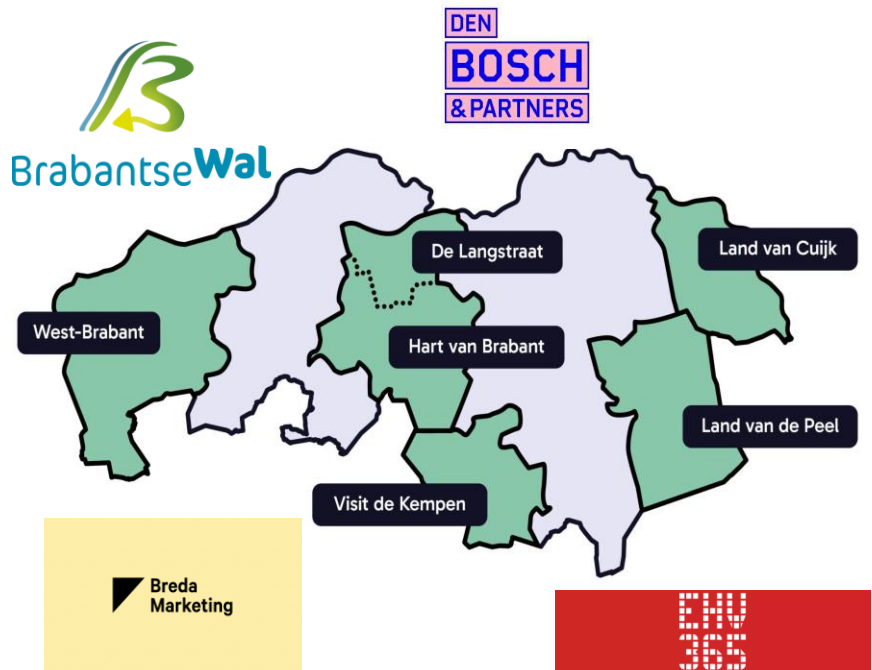 DEN
BOSCH
& PARTNERS
BrabantseWal
De Langstraat
Land van Cuijk
West-Brabant
Hart van Brabant
Land van de Peel
Visit de Kempen
Breda
Marketing
EHV
365